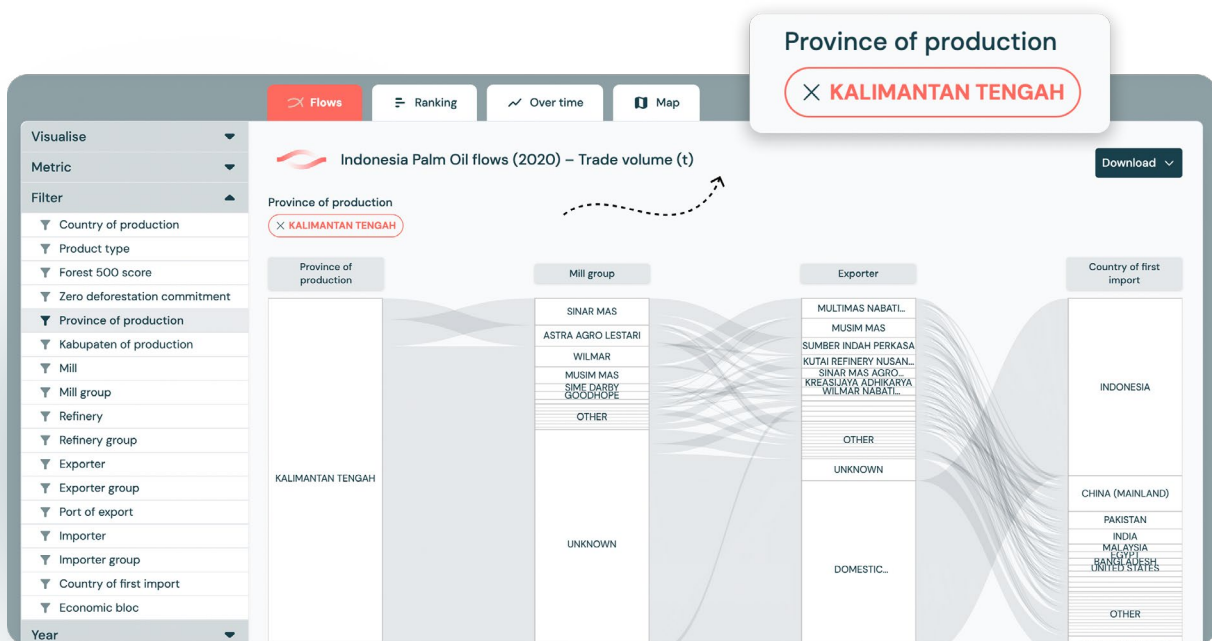 Province of production
× KALIMANTAN TENGAH
Flows
Ranking
Over time
Map
Visualise
Metric
Filter
Country of production
Product type
Forest 500 score
Zero deforestation commitment
Province of production
Kabupaten of production
Mill
Mill group
Refinery
Refinery group
Exporter
Exporter group
Port of export
Importer
Importer group
Country of first import
Economic bloc
Year
Indonesia Palm Oil flows (2020) – Trade volume (t)
Download
Province of production
× KALIMANTAN TENGAH
Province of
production
KALIMANTAN TENGAH
Mill group
SINAR MAS
ASTRA AGRO LESTARI
WILMAR
MUSIM MAS
SIME DARBY
GOODHOPE
OTHER
UNKNOWN
Exporter
MULTIMAS NABATI...
MUSIM MAS
SUMBER INDAH PERKASA
KUTAI REFINERY NUSAN...
SINAR MAS AGRO...
KREASIJAYA ADHIKARYA
WILMAR NABATI...
OTHER
UNKNOWN
DOMESTIC...
Country of first
import
INDONESIA
CHINA (MAINLAND)
PAKISTAN
INDIA
MALAYSIA
EGYPT
BANGLADESH
UNITED STATES
OTHER